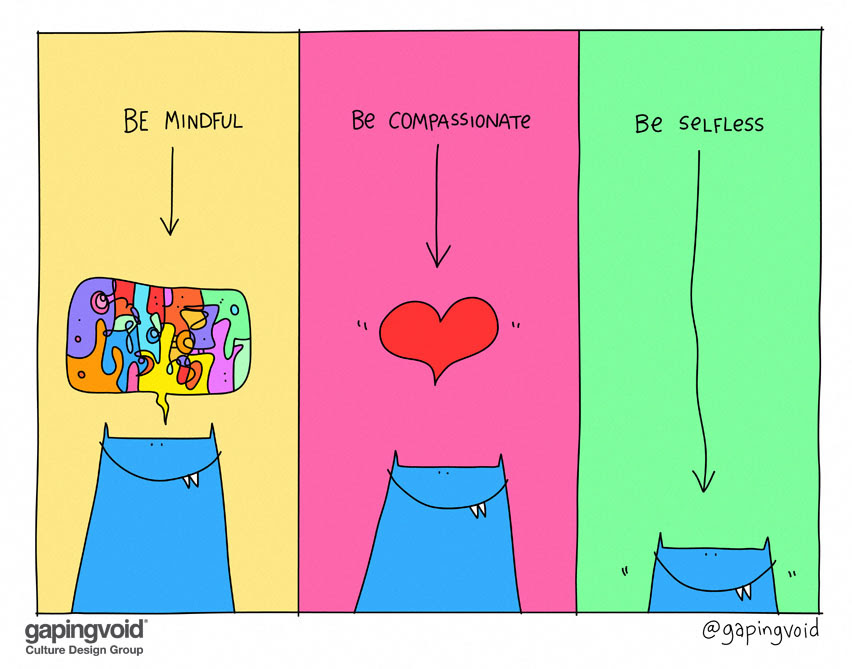 BE MINDFUL
Be COMPASSIONATE
Be SeLFLess
gapingvoid®
Culture Design Group
@gapingvoid